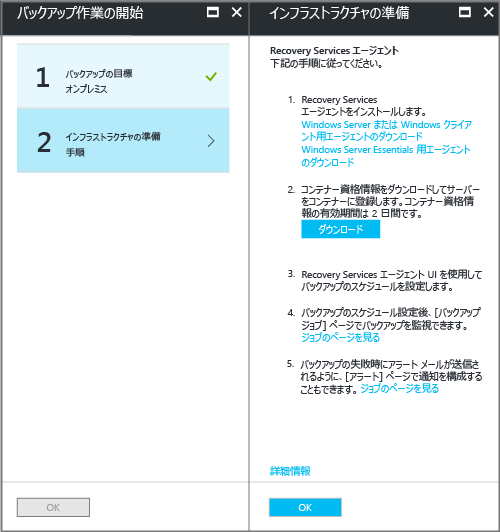 バックアップ作業の開始
1
バックアップの目標
オンプレミス
2
インフラストラクチャの準備
手順
OK
インフラストラクチャの準備
Recovery Services エージェント
下記の手順に従ってください。
1. Recovery Services
エージェントをインストールします。
Windows Server または Windows クライア
ント用エージェントのダウンロード
Windows Server Essentials 用エージェント
のダウンロード
2. コンテナー資格情報をダウンロードしてサーバー
をコンテナーに登録します。コンテナー資格情
報の有効期間は 2 日間です。
ダウンロード
3. Recovery Services エージェント UI を使用して
バックアップのスケジュールを設定します。
4. バックアップのスケジュール設定後、[バックアップ
ジョブ] ページでバックアップを監視できます。
ジョブのページを見る
5. バックアップの失敗時にアラート メールが送信さ
れるように、[アラート] ページで通知を構成する
こともできます。ジョブのページを見る
詳細情報
OK